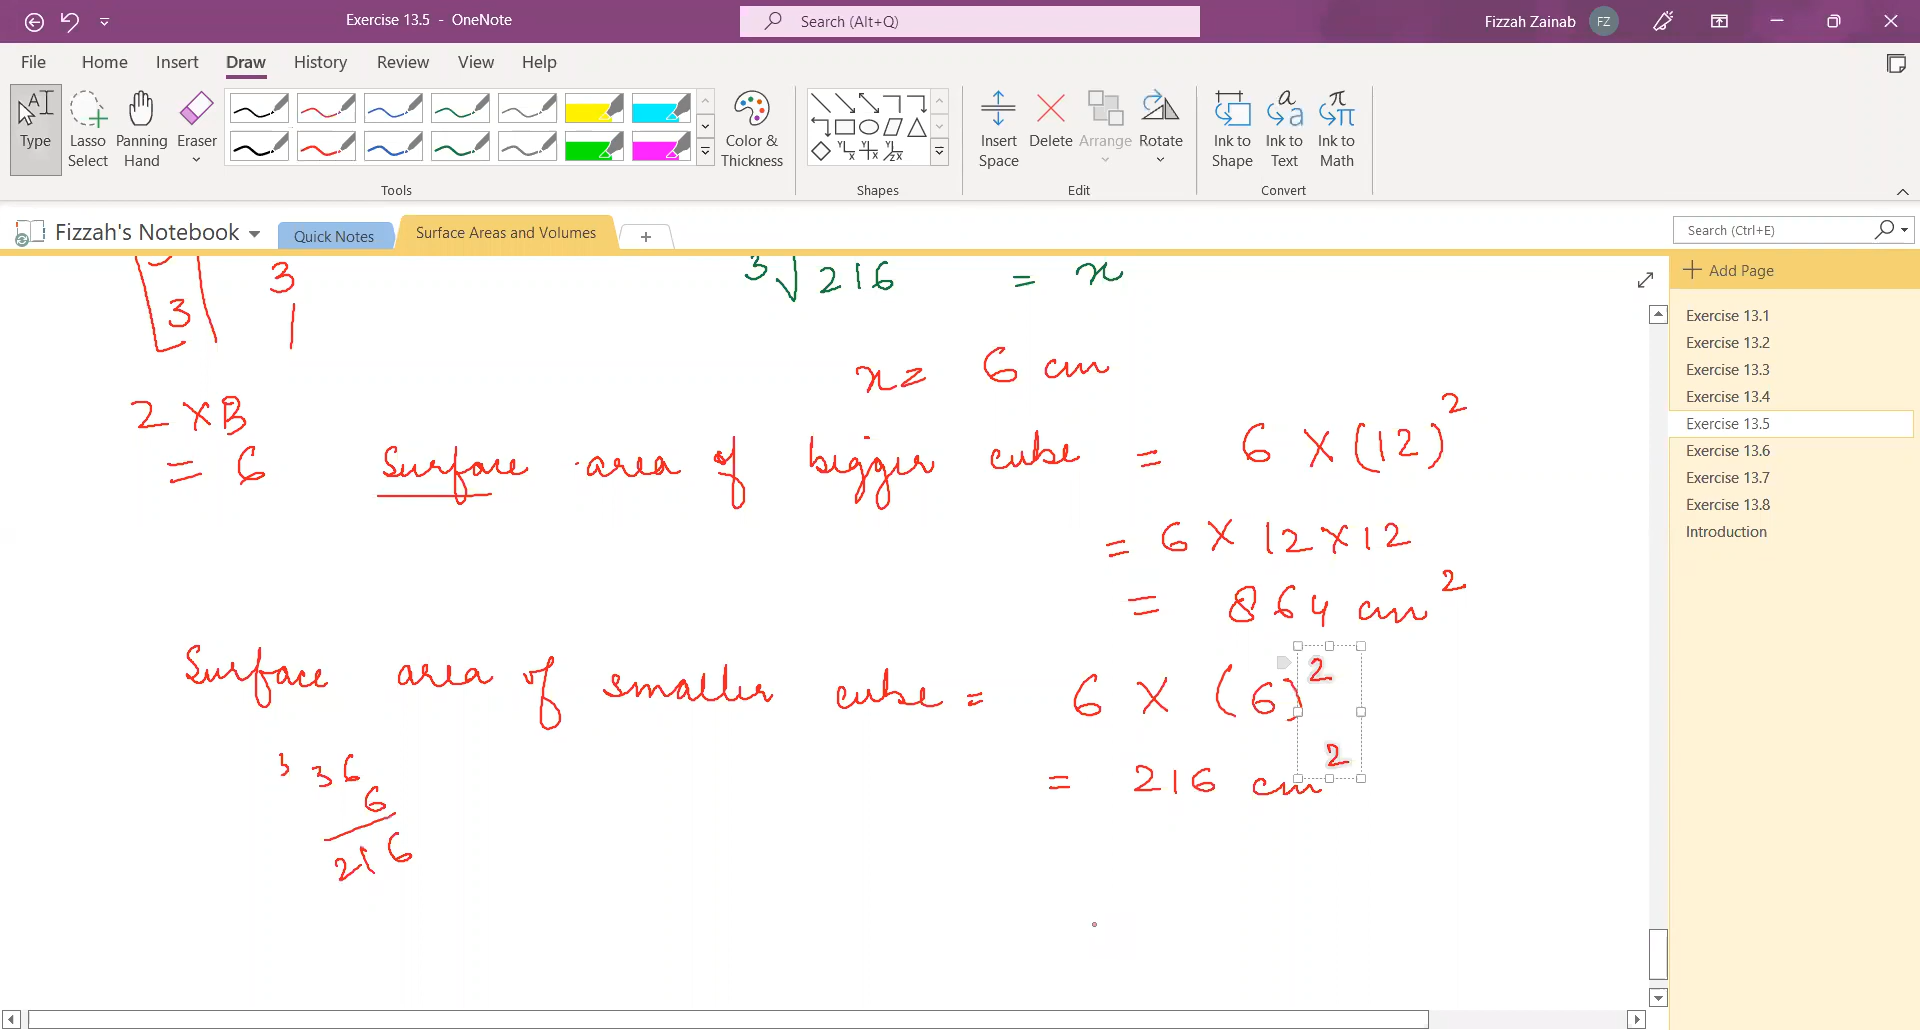 Exercise 13.5 - OneNote
Search (Alt+Q)
Fizzah Zainab FZ
File Home Insert Draw History Review View Help
Type
Lasso Select
Panning Hand
Eraser
Color & Thickness
Insert Space
Delete
Arrange
Rotate
Ink to Shape
Ink to Text
Ink to Math
Tools Shapes Edit Convert
Fizzah's Notebook
Quick Notes
Surface Areas and Volumes
Search (Ctrl+E)
Add Page
Exercise 13.1
Exercise 13.2
Exercise 13.3
Exercise 13.4
Exercise 13.5
Exercise 13.6
Exercise 13.7
Exercise 13.8
Introduction
3
3 1
³√216 = x
x = 6 cm
2 × 3
= 6
Surface area of bigger cube = 6 × (12)²
= 6 × 12 × 12
= 864 cm²
Surface area of smaller cube = 6 × (6)²
= 216 cm²
3 36
6
216